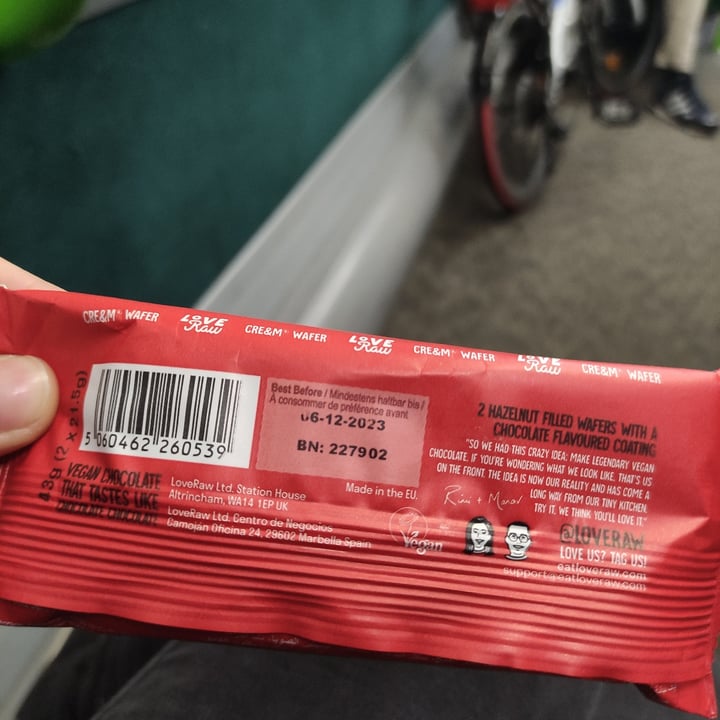 CRE&M® WAFER LOVE Raw CRE&M® WAFER LOVE Raw CRE&M® WAFER LOVE Raw CRE&M® WAFER
43g (2 x 21.5g)
5 060462 260539
Best Before / Mindestens haltbar bis /
A consommer de préférence avant
06-12-2023
BN: 227902
VEGAN CHOCOLATE
THAT TASTES LIKE
CHOCOLATE, CHOCOLATE.
Made in the EU.
LoveRaw Ltd. Station House
Altrincham, WA14 1EP UK
LoveRaw Ltd. Centro de Negocios
Camoján Oficina 24, 29602 Marbella Spain
Vegan
2 HAZELNUT FILLED WAFERS WITH A
CHOCOLATE FLAVOURED COATING
"SO WE HAD THIS CRAZY IDEA: MAKE LEGENDARY VEGAN
CHOCOLATE. IF YOU'RE WONDERING WHAT WE LOOK LIKE, THAT'S US
ON THE FRONT. THE IDEA IS NOW OUR REALITY AND HAS COME A
LONG WAY FROM OUR TINY KITCHEN.
TRY IT. WE THINK YOU'LL LOVE IT."
Rimi + Manav
@LOVERAW
LOVE US? TAG US!
eatloveraw.com
support@eatloveraw.com